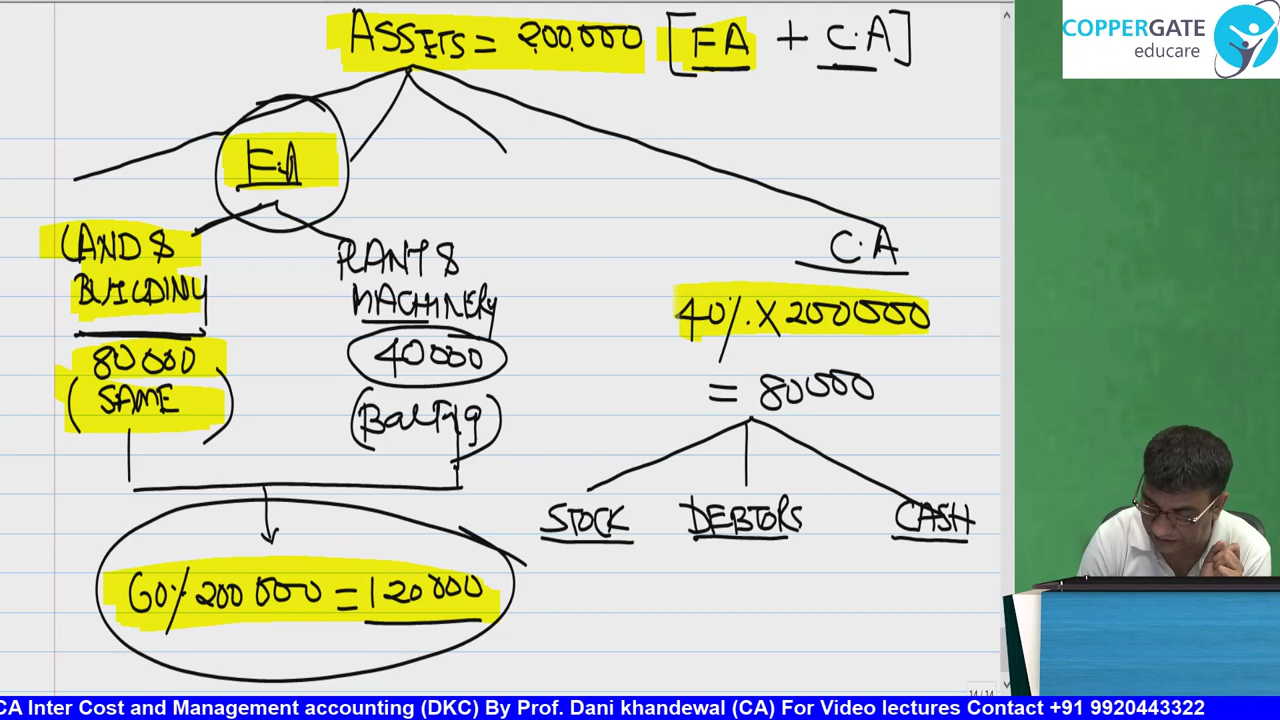 ASSETS = 200.000 [FA + C.A]
F.A
LAND &
BUILDING
80000
(SAME)
PLANT &
MACHINERY
40000
(Bal Fig)
60% 200 000 = 120000
C.A
40% X 200000
= 80000
STOCK DEBTORS CASH
COPPERGATE
educare
14/14
CA Inter Cost and Management accounting (DKC) By Prof. Dani khandewal (CA) For Video lectures Contact +91 9920443322